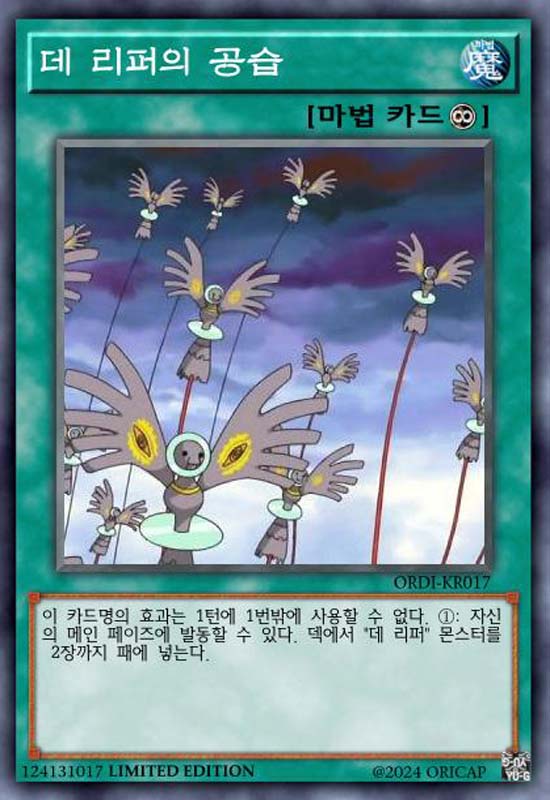 데 리퍼의 공습
마법
魔
[마법 카드]
ORDI-KR017
이 카드명의 효과는 1턴에 1번밖에 사용할 수 없다. ①: 자신
의 메인 페이즈에 발동할 수 있다. 덱에서 "데 리퍼" 몬스터를
2장까지 패에 넣는다.
124131017 LIMITED EDITION
©2024 ORICAP